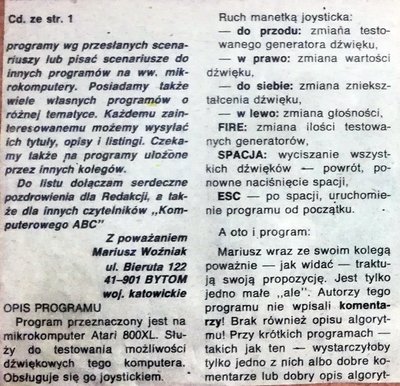 Cd. ze str. 1
programy wg przesłanych scena-
riuszy lub pisać scenariusze do
innych programów na ww. mik-
rokomputery. Posiadamy także
wiele własnych programów o
różnej tematyce. Każdemu zain-
teresowanemu możemy wysyłać
ich tytuły, opisy i listingi. Czeka-
my także na programy ułożone
przez innych kolegów.
Do listu dołączam serdeczne
pozdrowienia dla Redakcji, a tak-
że dla innych czytelników „Kom-
puterowego ABC"
Z poważaniem
Mariusz Woźniak
ul. Bieruta 122
41–901 BYTOM
woj. katowickie
OPIS PROGRAMU
Program przeznaczony jest na
mikrokomputer Atari 800XL. Słu-
ży do testowania możliwości
dźwiękowych tego komputera.
Obsługuje się go joystickiem.
Ruch manetką joysticka:
— do przodu: zmiana testo-
wanego generatora dźwięku,
— w prawo: zmiana wartości
dźwięku,
— do siebie: zmiana zniekszta-
łcenia dźwięku,
— w lewo: zmiana głośności,
FIRE: zmiana ilości testowa-
nych generatorów,
SPACJA: wyciszanie wszyst-
kich dźwięków — powrót, po-
nowne naciśnięcie spacji,
ESC — po spacji, uruchomie-
nie programu od początku.
A oto i program:
Mariusz wraz ze swoim kolegą
poważnie — jak widać — traktu-
ją swoją propozycję. Jest tylko
jedno małe „ale". Autorzy tego
programu nie wpisali komenta-
rzy! Brak również opisu algoryt-
mu! Przy krótkich programach —
takich jak ten — wystarczyłoby
tylko jedno z nich albo dobre ko-
mentarze lub dobry opis algoryt-